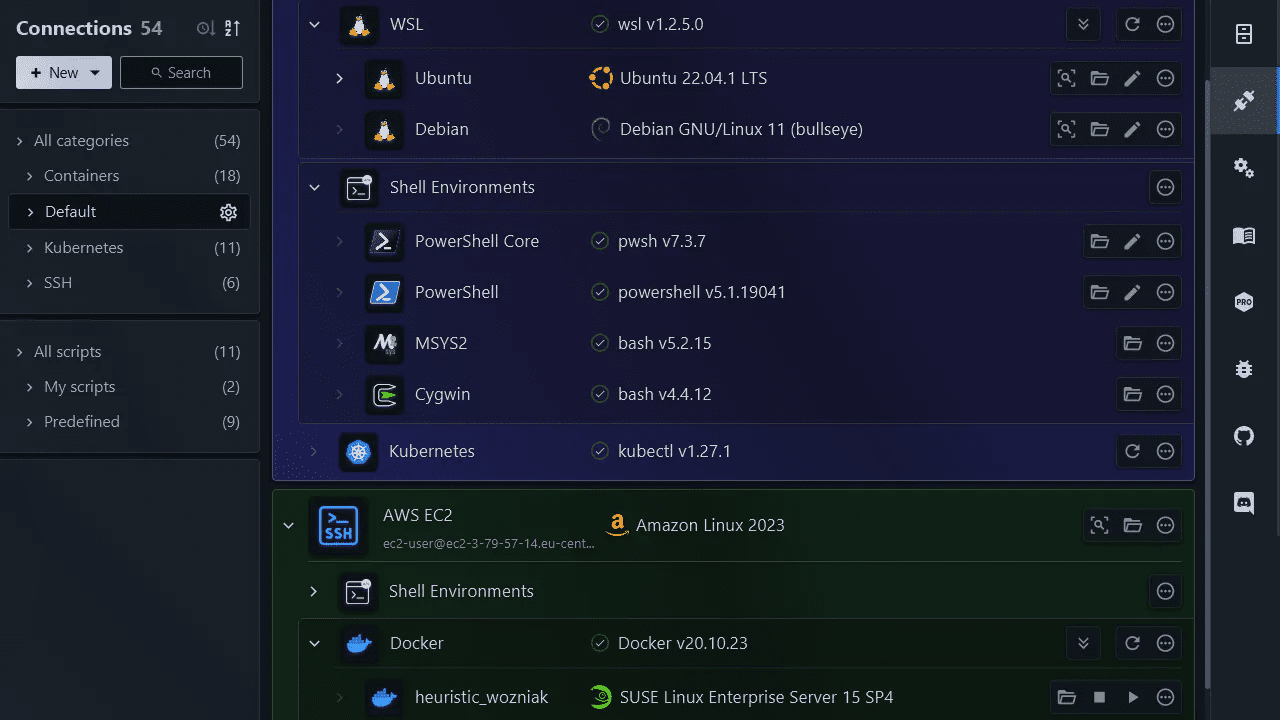 Connections 54
New
Search
All categories (54)
Containers (18)
Default
Kubernetes (11)
SSH (6)
All scripts (11)
My scripts (2)
Predefined (9)
WSL wsl v1.2.5.0
Ubuntu Ubuntu 22.04.1 LTS
Debian Debian GNU/Linux 11 (bullseye)
Shell Environments
PowerShell Core pwsh v7.3.7
PowerShell powershell v5.1.19041
MSYS2 bash v5.2.15
Cygwin bash v4.4.12
Kubernetes kubectl v1.27.1
SSH
AWS EC2 Amazon Linux 2023
ec2-user@ec2-3-79-57-14.eu-cent...
Shell Environments
Docker Docker v20.10.23
heuristic_wozniak SUSE Linux Enterprise Server 15 SP4
PRO